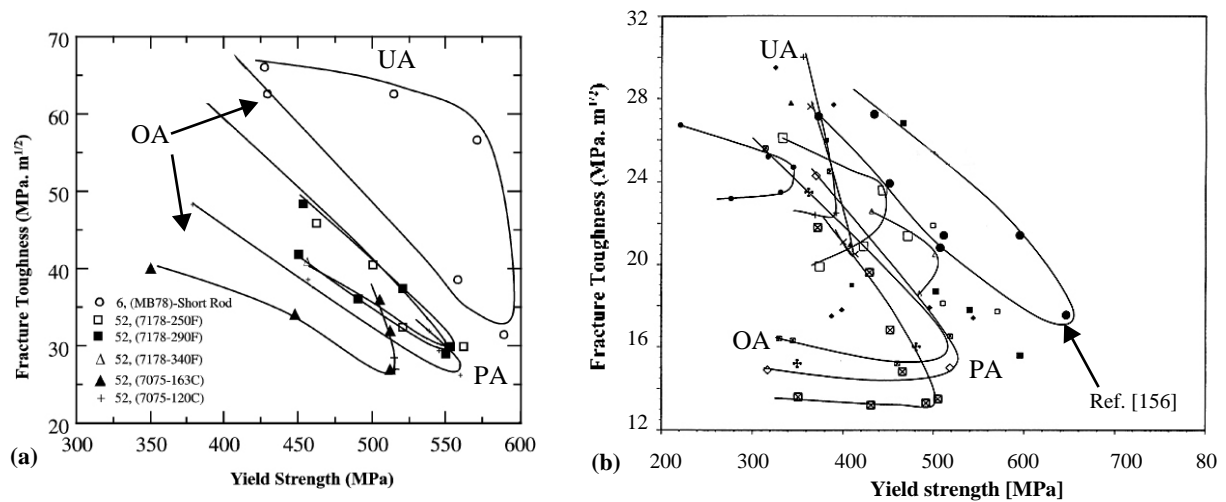 70
60
50
40
30
20
10
Fracture Toughness (MPa. m^1/2)
UA
OA
PA
6, (MB78)-Short Rod
52, (7178-250F)
52, (7178-290F)
52, (7178-340F)
52, (7075-163C)
52, (7075-120C)
300 350 400 450 500 550 600
Yield Strength (MPa)
(a)
32
28
24
20
16
12
Fracture Toughness (MPa. m^1/2)
UA
OA
PA
Ref. [156]
200 300 400 500 600 700 80
Yield strength [MPa]
(b)